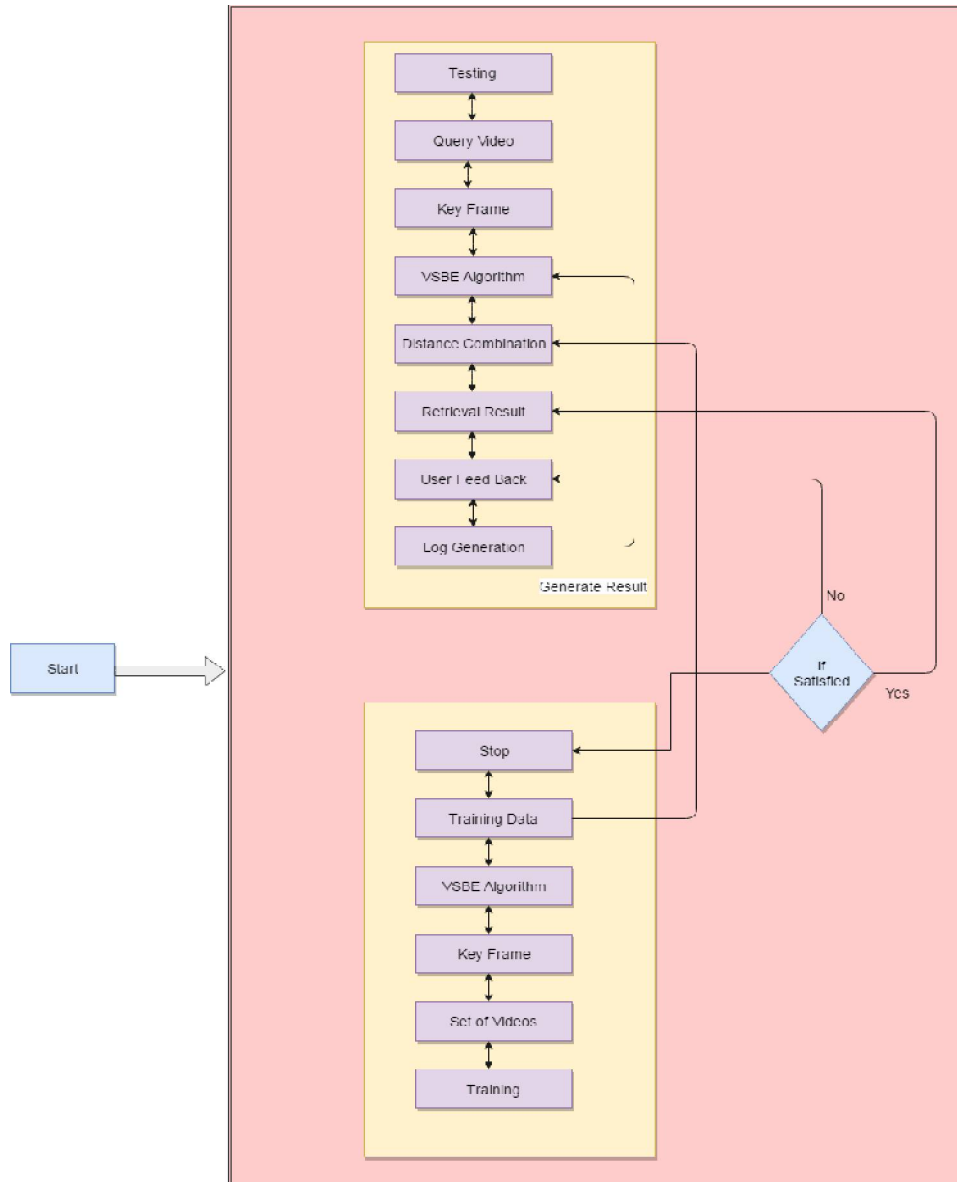 Testing
Query Video
Key Frame
VSBE Algorithm
Distance Combination
Retrieval Result
User Feed Back
Log Generation
Generate Result
No
Start
If
Satisfied
Yes
Stop
Training Data
VSBE Algorithm
Key Frame
Set of Videos
Training